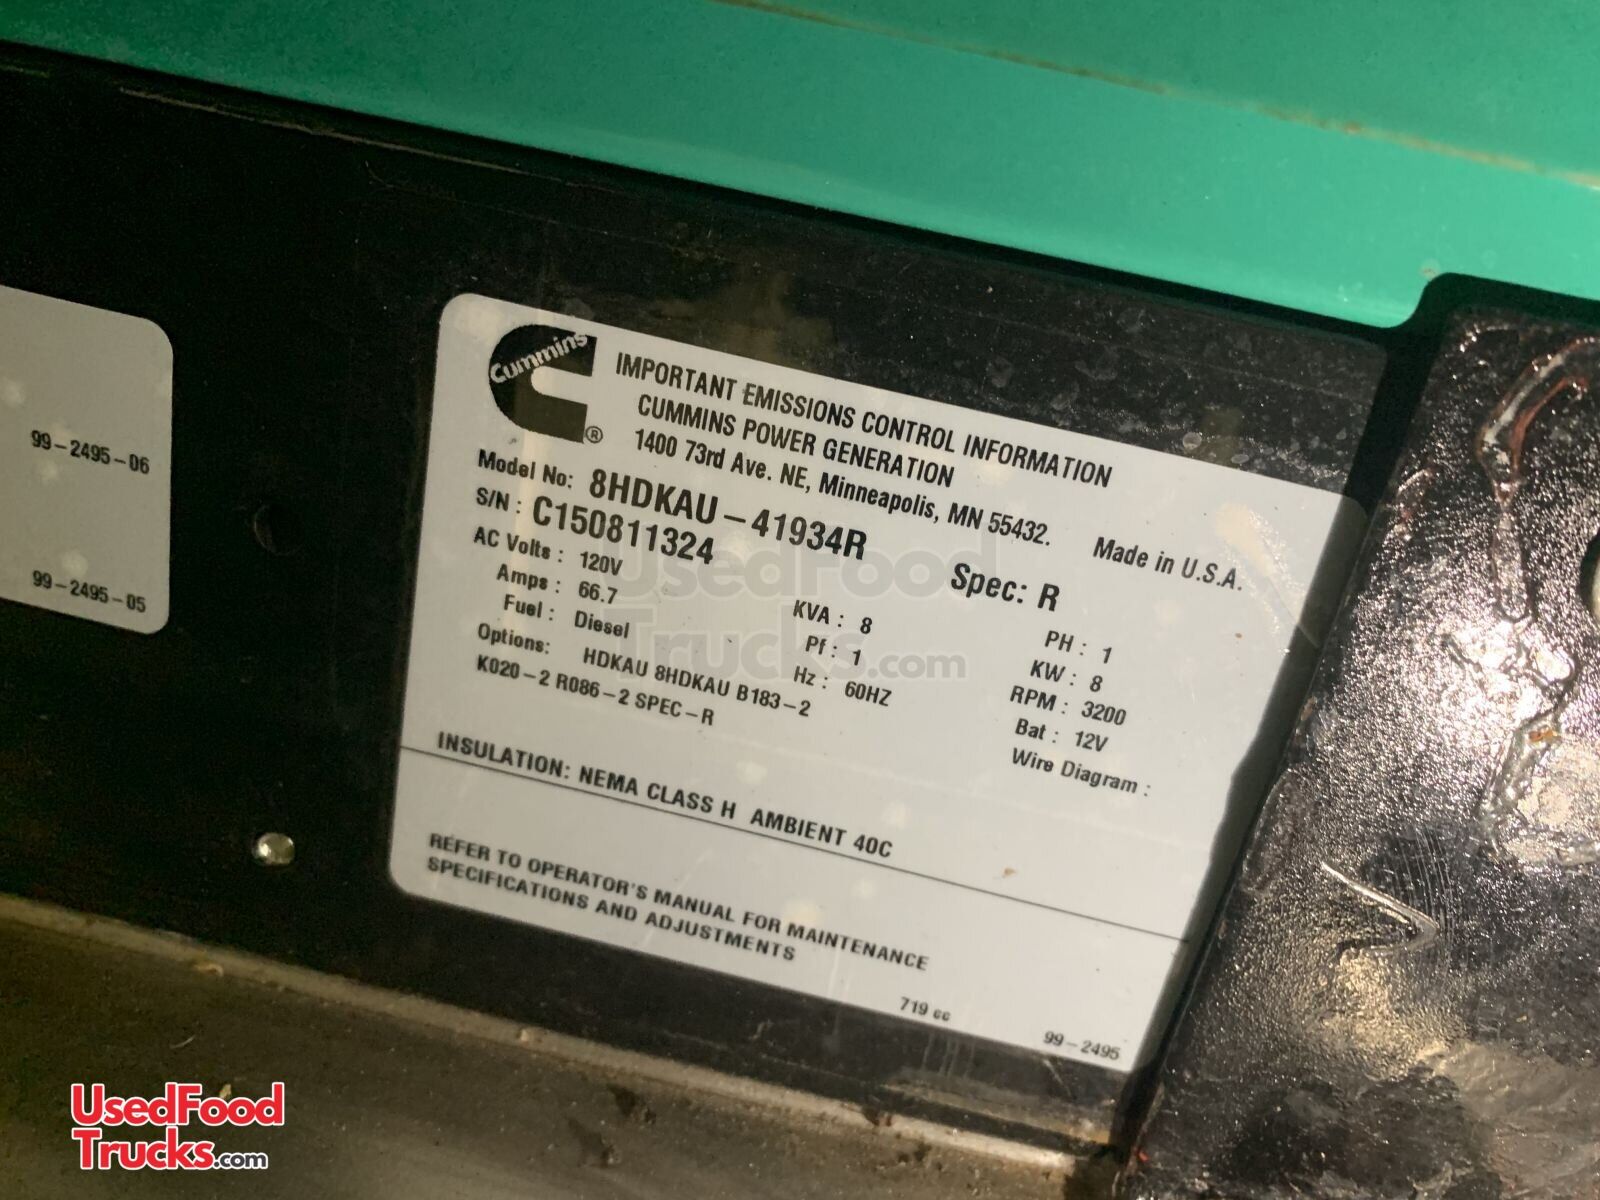 99-2495-06
99-2495-05
Cummins
®
IMPORTANT EMISSIONS CONTROL INFORMATION
CUMMINS POWER GENERATION
1400 73rd Ave. NE, Minneapolis, MN 55432.
Made in U.S.A.
Model No: 8HDKAU-41934R
Spec: R
S/N: C150811324
AC Volts: 120V KVA: 8 PH: 1
Amps: 66.7 Pf: 1 KW: 8
Fuel: Diesel Hz: 60HZ RPM: 3200
Bat: 12V
Options: HDKAU 8HDKAU B183-2
Wire Diagram:
K020-2 R086-2 SPEC-R
INSULATION: NEMA CLASS H AMBIENT 40C
REFER TO OPERATOR'S MANUAL FOR MAINTENANCE
SPECIFICATIONS AND ADJUSTMENTS
719 cc
99-2495
UsedFood
Trucks.com
UsedFood
Trucks.com